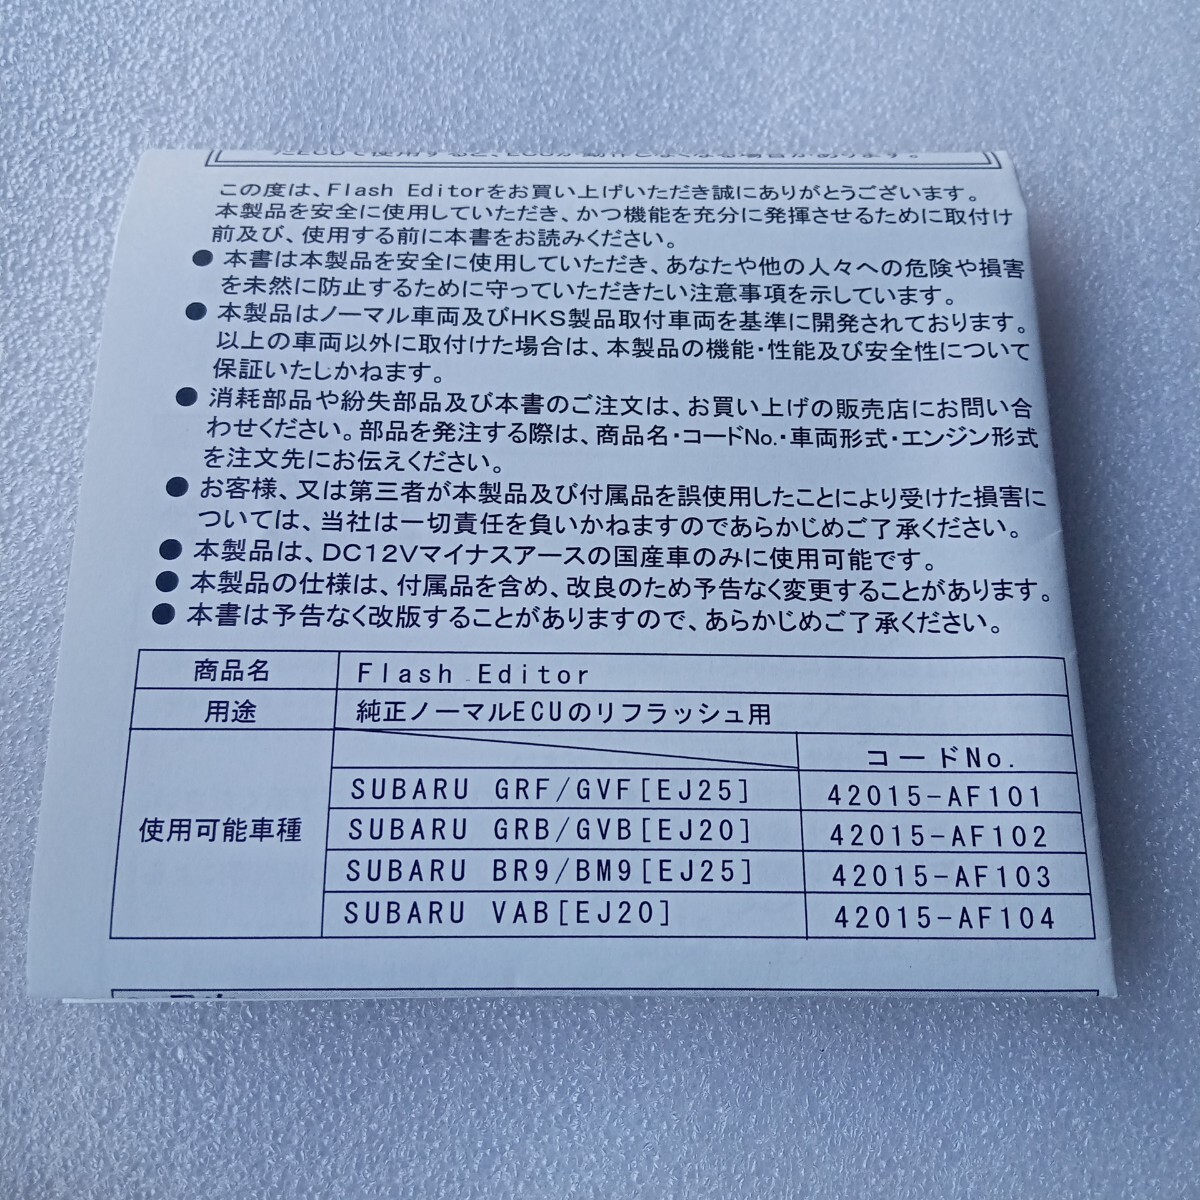 この度は、Flash Editorをお買い上げいただき誠にありがとうございます。
本製品を安全に使用していただき、かつ機能を充分に発揮させるために取付け
前及び、使用する前に本書をお読みください。
● 本書は本製品を安全に使用していただき、あなたや他の人々への危険や損害
を未然に防止するために守っていただきたい注意事項を示しています。
● 本製品はノーマル車両及びHKS製品取付車両を基準に開発されております。
以上の車両以外に取付けた場合は、本製品の機能・性能及び安全性について
保証いたしかねます。
● 消耗部品や紛失部品及び本書のご注文は、お買い上げの販売店にお問い合
わせください。部品を発注する際は、商品名・コードNo.・車両形式・エンジン形式
を注文先にお伝えください。
● お客様、又は第三者が本製品及び付属品を誤使用したことにより受けた損害に
ついては、当社は一切責任を負いかねますのであらかじめご了承ください。
● 本製品は、DC12Vマイナスアースの国産車のみに使用可能です。
● 本製品の仕様は、付属品を含め、改良のため予告なく変更することがあります。
● 本書は予告なく改版することがありますので、あらかじめご了承ください。
商品名 Flash Editor
用途 純正ノーマルECUのリフラッシュ用
コードNo.
使用可能車種
SUBARU GRF/GVF[EJ25] 42015-AF101
SUBARU GRB/GVB[EJ20] 42015-AF102
SUBARU BR9/BM9[EJ25] 42015-AF103
SUBARU VAB[EJ20] 42015-AF104